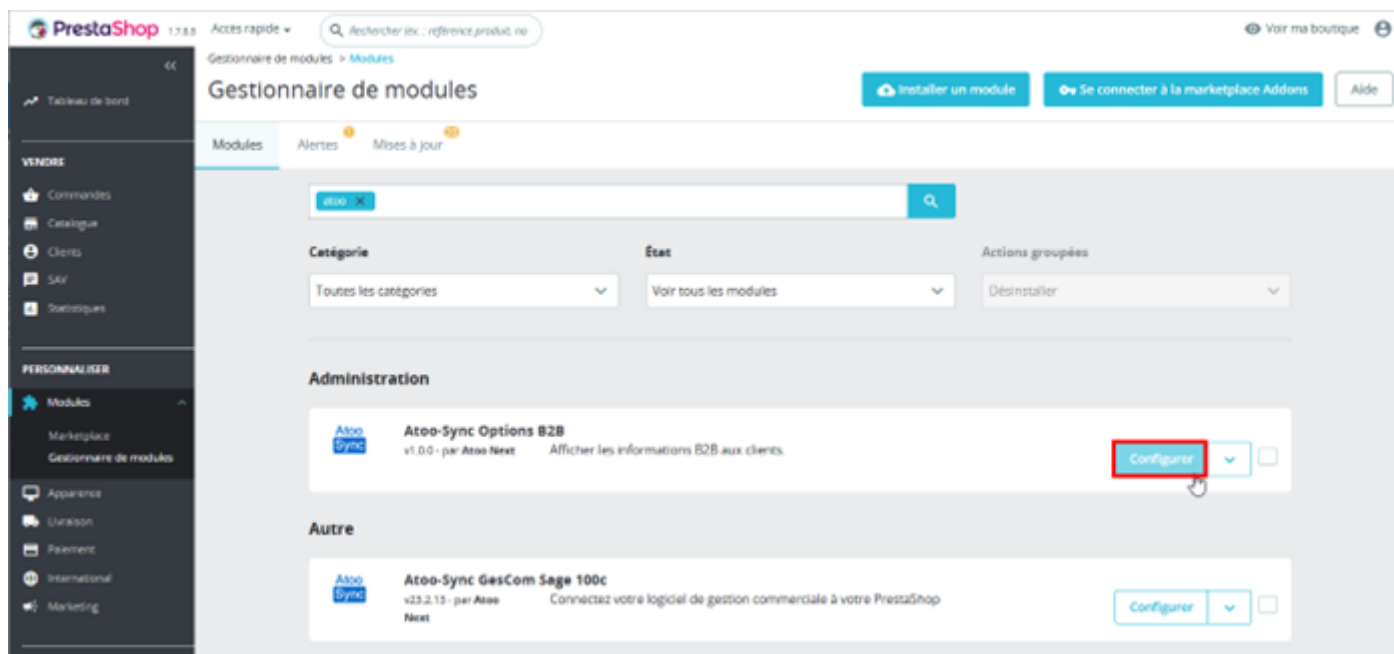 PrestaShop Accès rapide Rechercher (ex. : référence produit, no Voir ma boutique
Gestionnaire de modules > Modules
Gestionnaire de modules
Installer un module
Se connecter à la marketplace Addons
Aide
Modules Alertes Mises à jour
Tableau de bord
VENDRE
Commandes
Catalogue
Clients
SAV
Statistiques
PERSONNALISER
Modules
Marketplace
Gestionnaire de modules
Apparence
Livraison
Paiement
International
Marketing
atoo
Catégorie État Actions groupées
Toutes les catégories Voir tous les modules Désinstaller
Administration
Atoo
Sync
Atoo-Sync Options B2B
v1.0.0 - par Atoo Next Afficher les informations B2B aux clients.
Configurer
Autre
Atoo
Sync
Atoo-Sync GesCom Sage 100c
v23.2.13 - par Atoo Connectez votre logiciel de gestion commerciale à votre PrestaShop
Next
Configurer